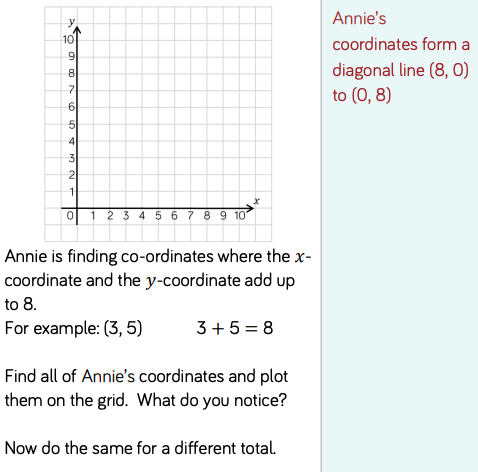 y
10
9
8
7
6
5
4
3
2
1
x
0 1 2 3 4 5 6 7 8 9 10
Annie is finding co-ordinates where the x-
coordinate and the y-coordinate add up
to 8.
For example: (3, 5) 3 + 5 = 8
Find all of Annie's coordinates and plot
them on the grid. What do you notice?
Now do the same for a different total.
Annie's
coordinates form a
diagonal line (8, 0)
to (0, 8)